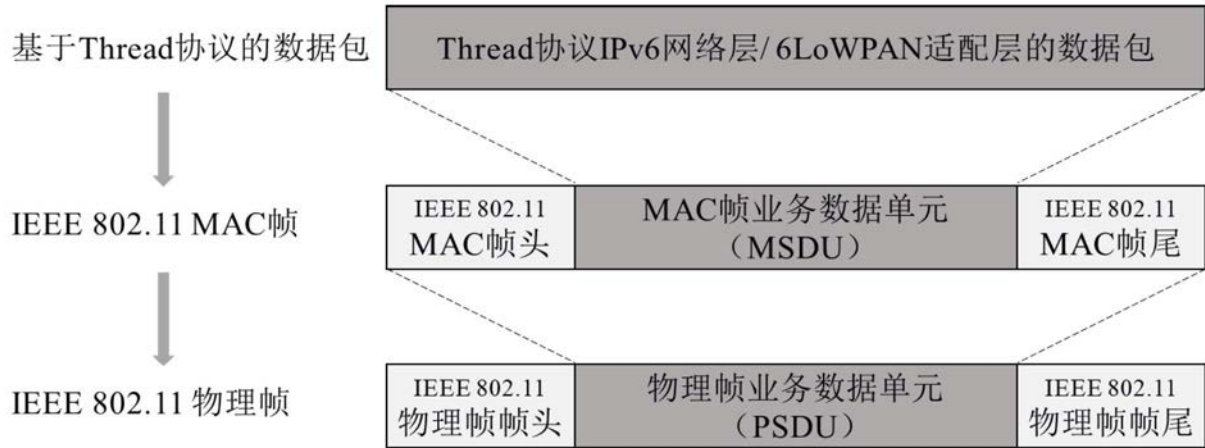 基于Thread协议的数据包
Thread协议IPv6网络层/ 6LoWPAN适配层的数据包
IEEE 802.11 MAC帧
IEEE 802.11
MAC帧头
MAC帧业务数据单元
（MSDU）
IEEE 802.11
MAC帧尾
IEEE 802.11 物理帧
IEEE 802.11
物理帧帧头
物理帧业务数据单元
（PSDU）
IEEE 802.11
物理帧帧尾